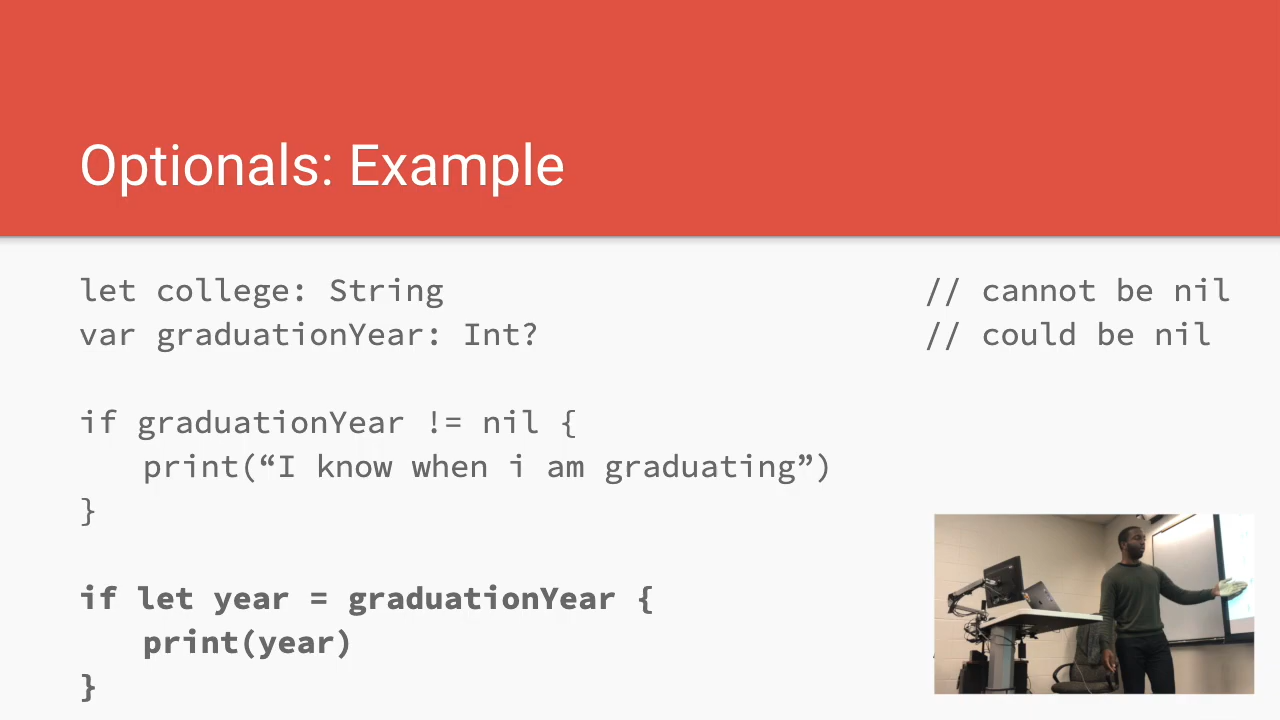 Optionals: Example
let college: String // cannot be nil
var graduationYear: Int? // could be nil
if graduationYear != nil {
print(“I know when i am graduating”)
}
if let year = graduationYear {
print(year)
}